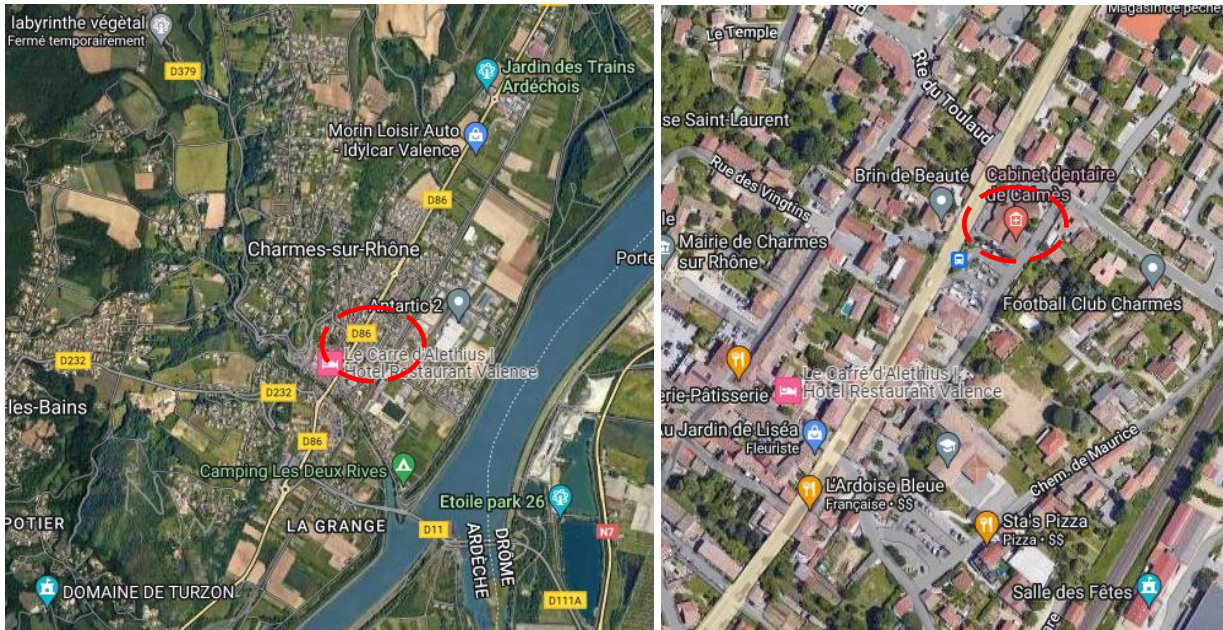 labyrinthe végètal
Fermé temporairement
D379
Jardin des Trains
Ardéchois
Morin Loisir Auto
- Idylcar Valence
D86
Charmes-sur-Rhône
Porte
Antartic 2
D86
Le Carré d'Alethius |
Hôtel Restaurant Valence
D232
D232
-les-Bains
D86
Camping Les Deux Rives
Etoile park 26
POTIER
LA GRANGE
D11
DRÔME
ARDÈCHE
N7
DOMAINE DE TURZON
D111A
Magasin de pêche
Le Temple
Rte du Toulaud
se Saint-Laurent
Rue des Vingtins
Brin de Beauté
Cabinet dentaire
de Calmès
Mairie de Charmes
sur Rhône
Football Club Charmes
Le Carré d'Alethius |
Hôtel Restaurant Valence
erie-Pâtisserie
Au Jardin de Liséa
Fleuriste
Chem. de Maurice
L'Ardoise Bleue
Française • $$
Sta's Pizza
Pizza • $$
Salle des Fêtes